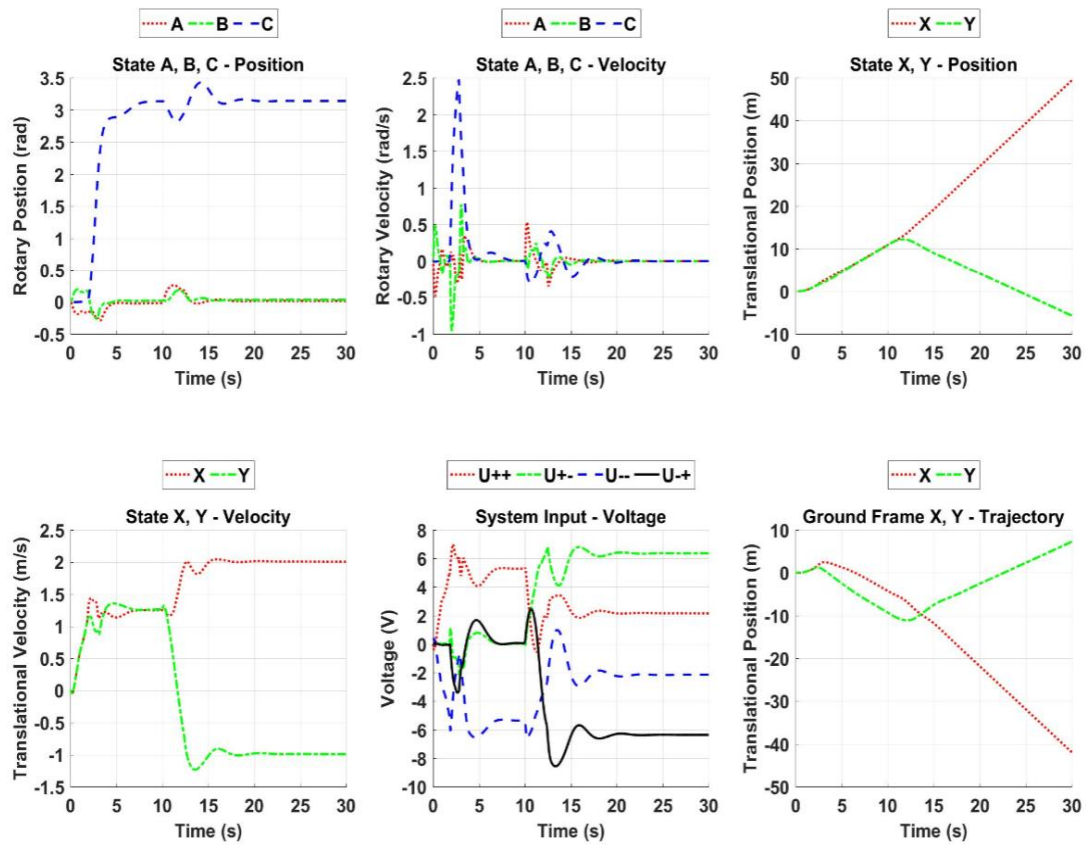 A B C
State A, B, C - Position
Rotary Postion (rad)
3.5
3
2.5
2
1.5
1
0.5
0
-0.5
0 5 10 15 20 25 30
Time (s)
A B C
State A, B, C - Velocity
Rotary Velocity (rad/s)
2.5
2
1.5
1
0.5
0
-0.5
-1
0 5 10 15 20 25 30
Time (s)
X Y
State X, Y - Position
Translational Position (m)
50
40
30
20
10
0
-10
0 5 10 15 20 25 30
Time (s)
X Y
State X, Y - Velocity
Translational Velocity (m/s)
2.5
2
1.5
1
0.5
0
-0.5
-1
-1.5
0 5 10 15 20 25 30
Time (s)
U++ U+- U-- U-+
System Input - Voltage
Voltage (V)
8
6
4
2
0
-2
-4
-6
-8
-10
0 5 10 15 20 25 30
Time (s)
X Y
Ground Frame X, Y - Trajectory
Translational Position (m)
10
0
-10
-20
-30
-40
-50
0 5 10 15 20 25 30
Time (s)